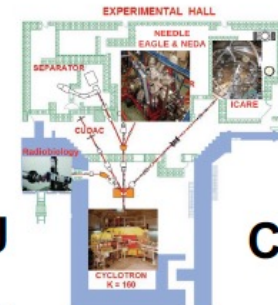 EXPERIMENTAL HALL
NEEDLE
EAGLE & NEDA
SEPARATOR
ICARE
CUDAC
Radiobiology
CYCLOTRON
K = 160
C